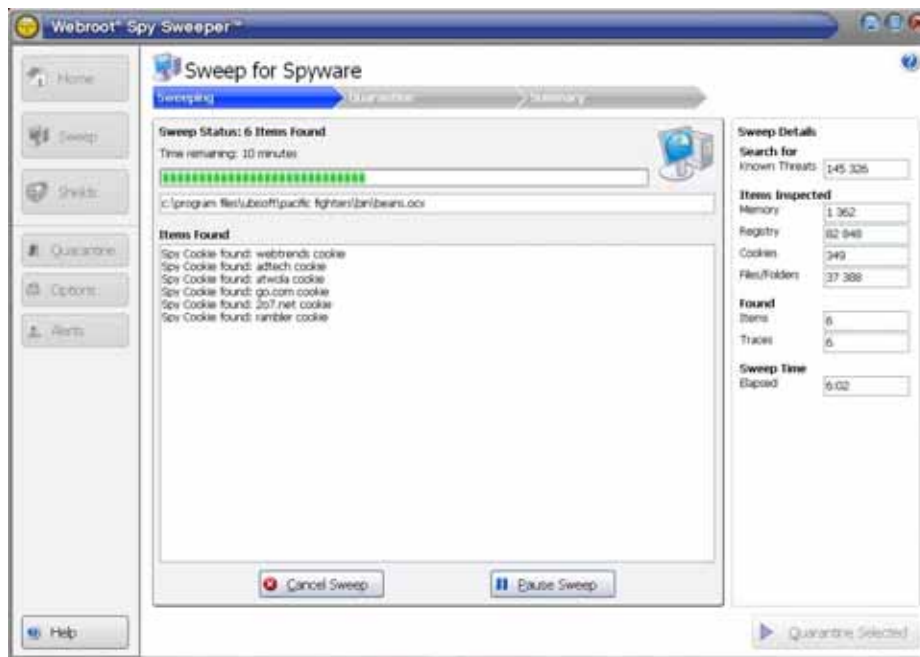 Webroot® Spy Sweeper™
Home
Sweep
Shields
Quarantine
Options
Alerts
Help
Sweep for Spyware
Sweeping
Quarantine
Summary
Sweep Status: 6 Items Found
Time remaining: 10 minutes
c:\program files\ubisoft\pacific fighters\bin\beans.ocx
Items Found
Spy Cookie found: webtrends cookie
Spy Cookie found: adtech cookie
Spy Cookie found: atwola cookie
Spy Cookie found: go.com cookie
Spy Cookie found: 2o7.net cookie
Spy Cookie found: rambler cookie
Cancel Sweep
Pause Sweep
Sweep Details
Search for
Known Threats 145 326
Items Inspected
Memory 1 362
Registry 82 848
Cookies 349
Files/Folders 37 388
Found
Items 6
Traces 6
Sweep Time
Elapsed 6:02
Quarantine Selected